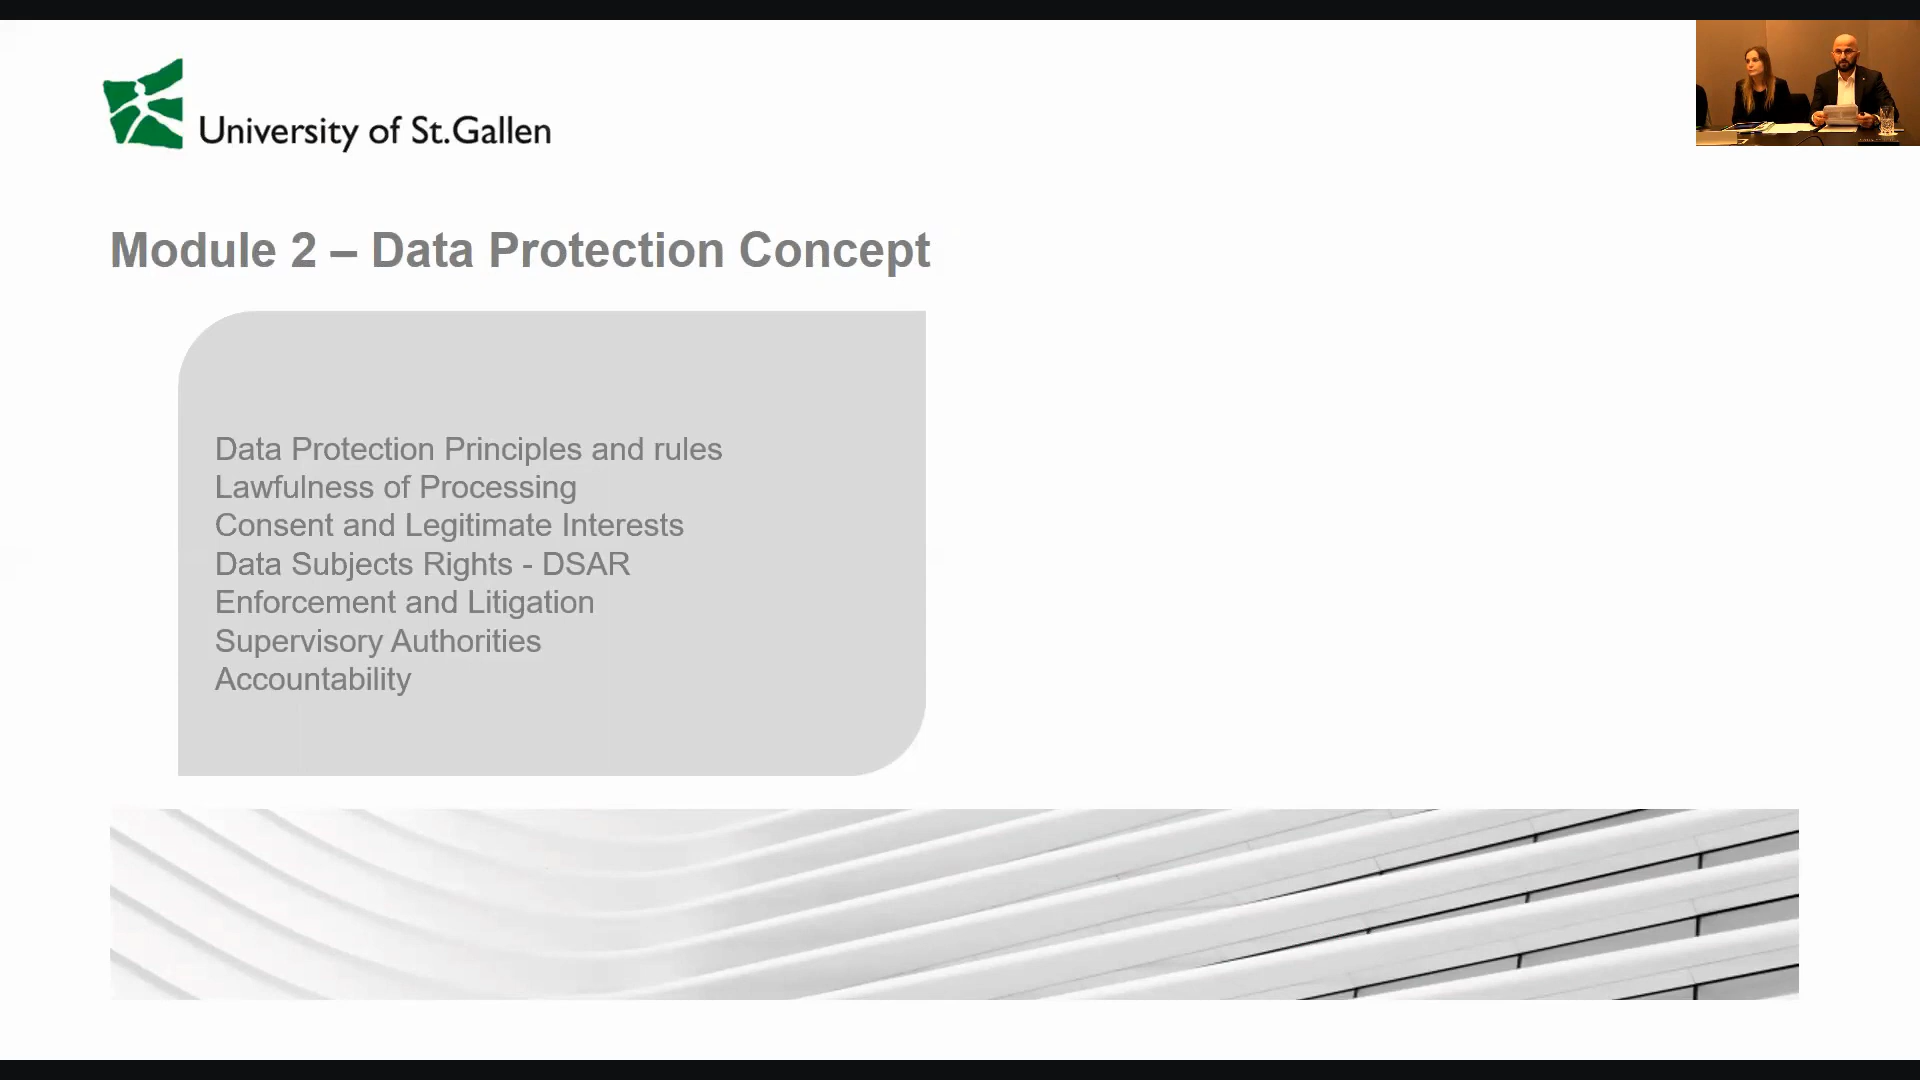 University of St.Gallen
Module 2 – Data Protection Concept
Data Protection Principles and rules
Lawfulness of Processing
Consent and Legitimate Interests
Data Subjects Rights - DSAR
Enforcement and Litigation
Supervisory Authorities
Accountability